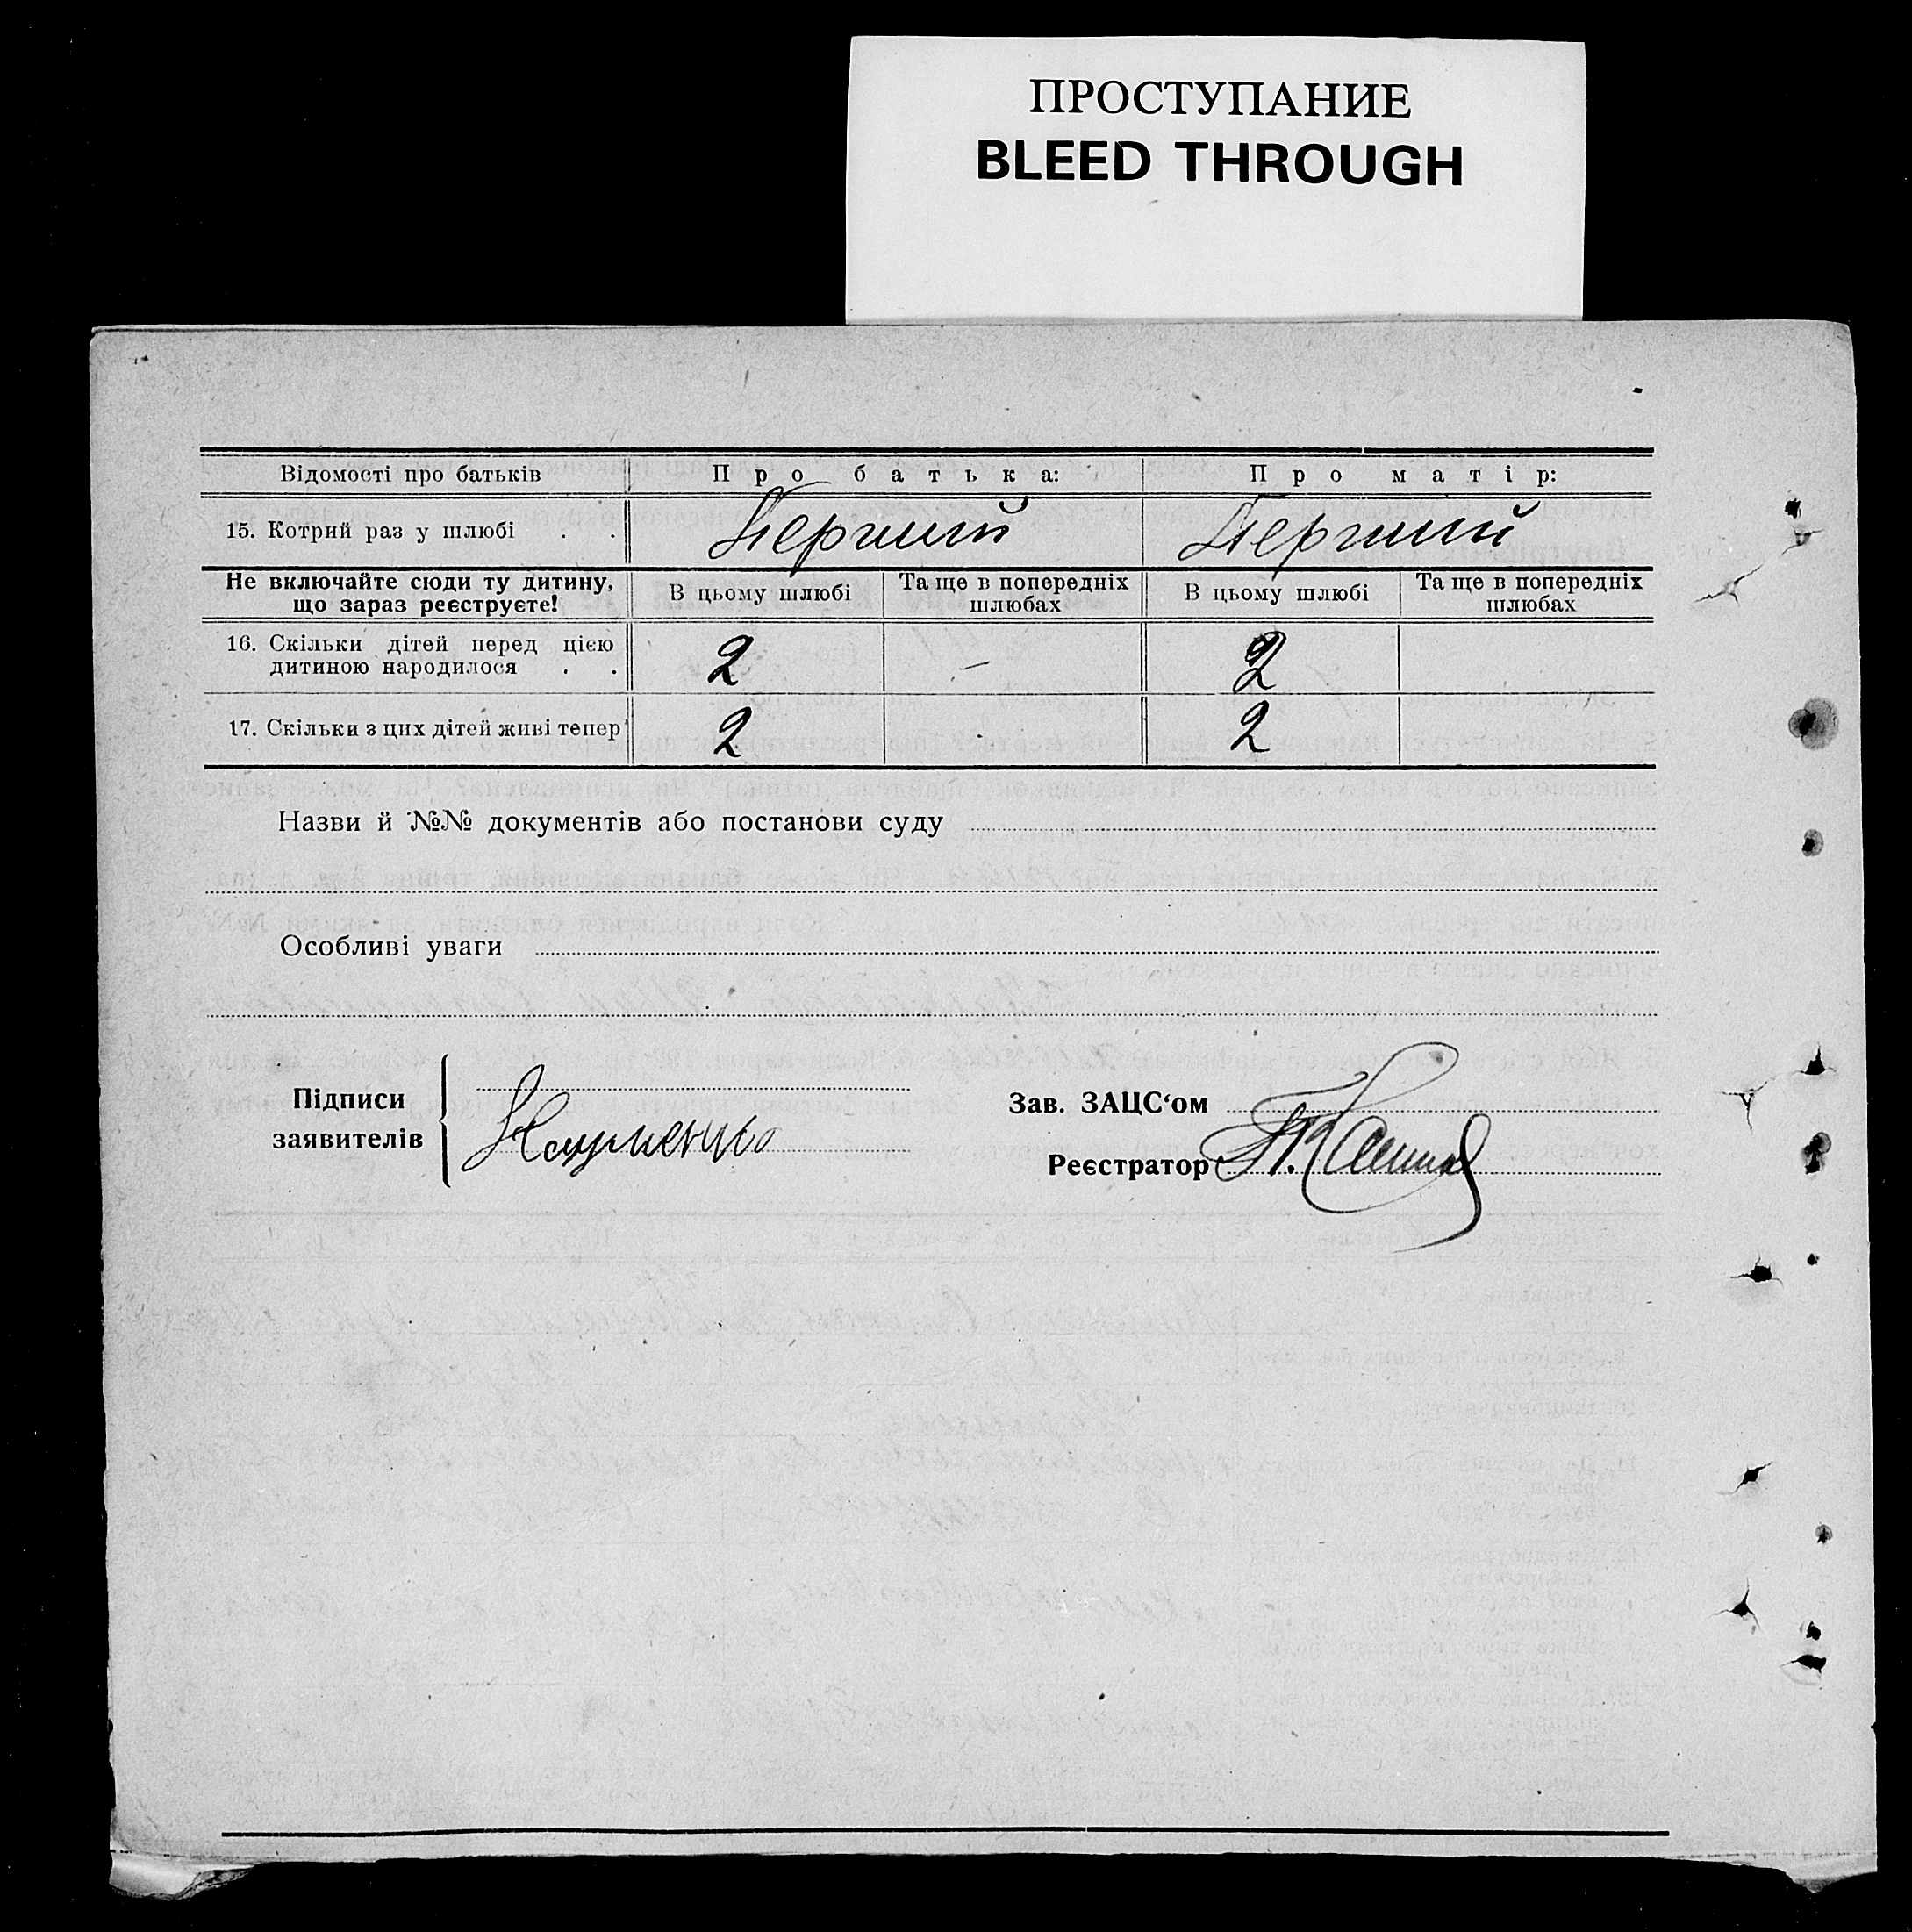 ПРОСТУПАНИЕ
BLEED THROUGH
Відомості про батьків Про батька: Про матір:
15. Котрий раз у шлюбі . . Перший Перший
Не включайте сюди ту дитину, що зараз реєструєте! В цьому шлюбі Та ще в попередніх шлюбах В цьому шлюбі Та ще в попередніх шлюбах
16. Скільки дітей перед цією дитиною народилося . . 2 — 2
17. Скільки з цих дітей живі тепер 2 2
Назви й №№ документів або постанови суду
Особливі уваги
Підписи заявителів
Зав. ЗАЦС‘ом
Реєстратор